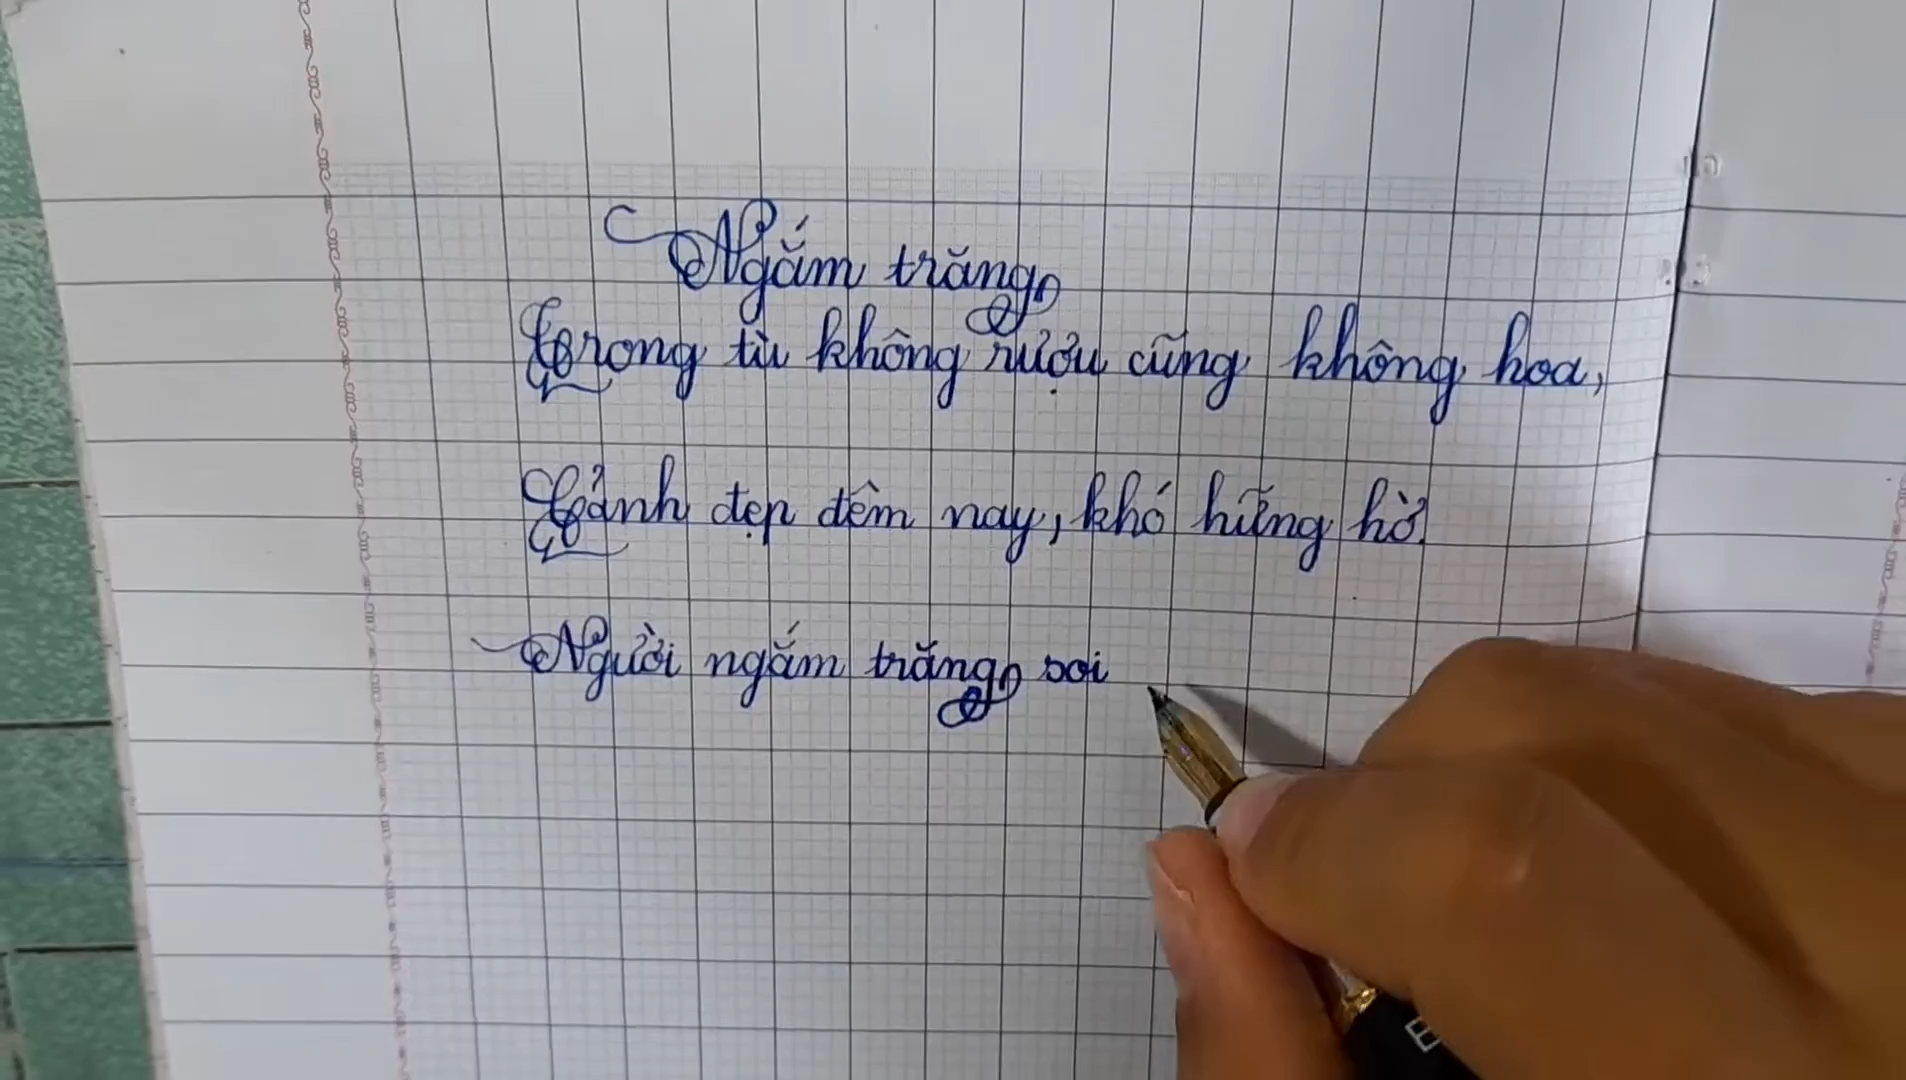 Ngắm trăng
Trong tù không rượu cũng không hoa,
Cảnh đẹp đêm nay, khó hững hờ.
Người ngắm trăng soi